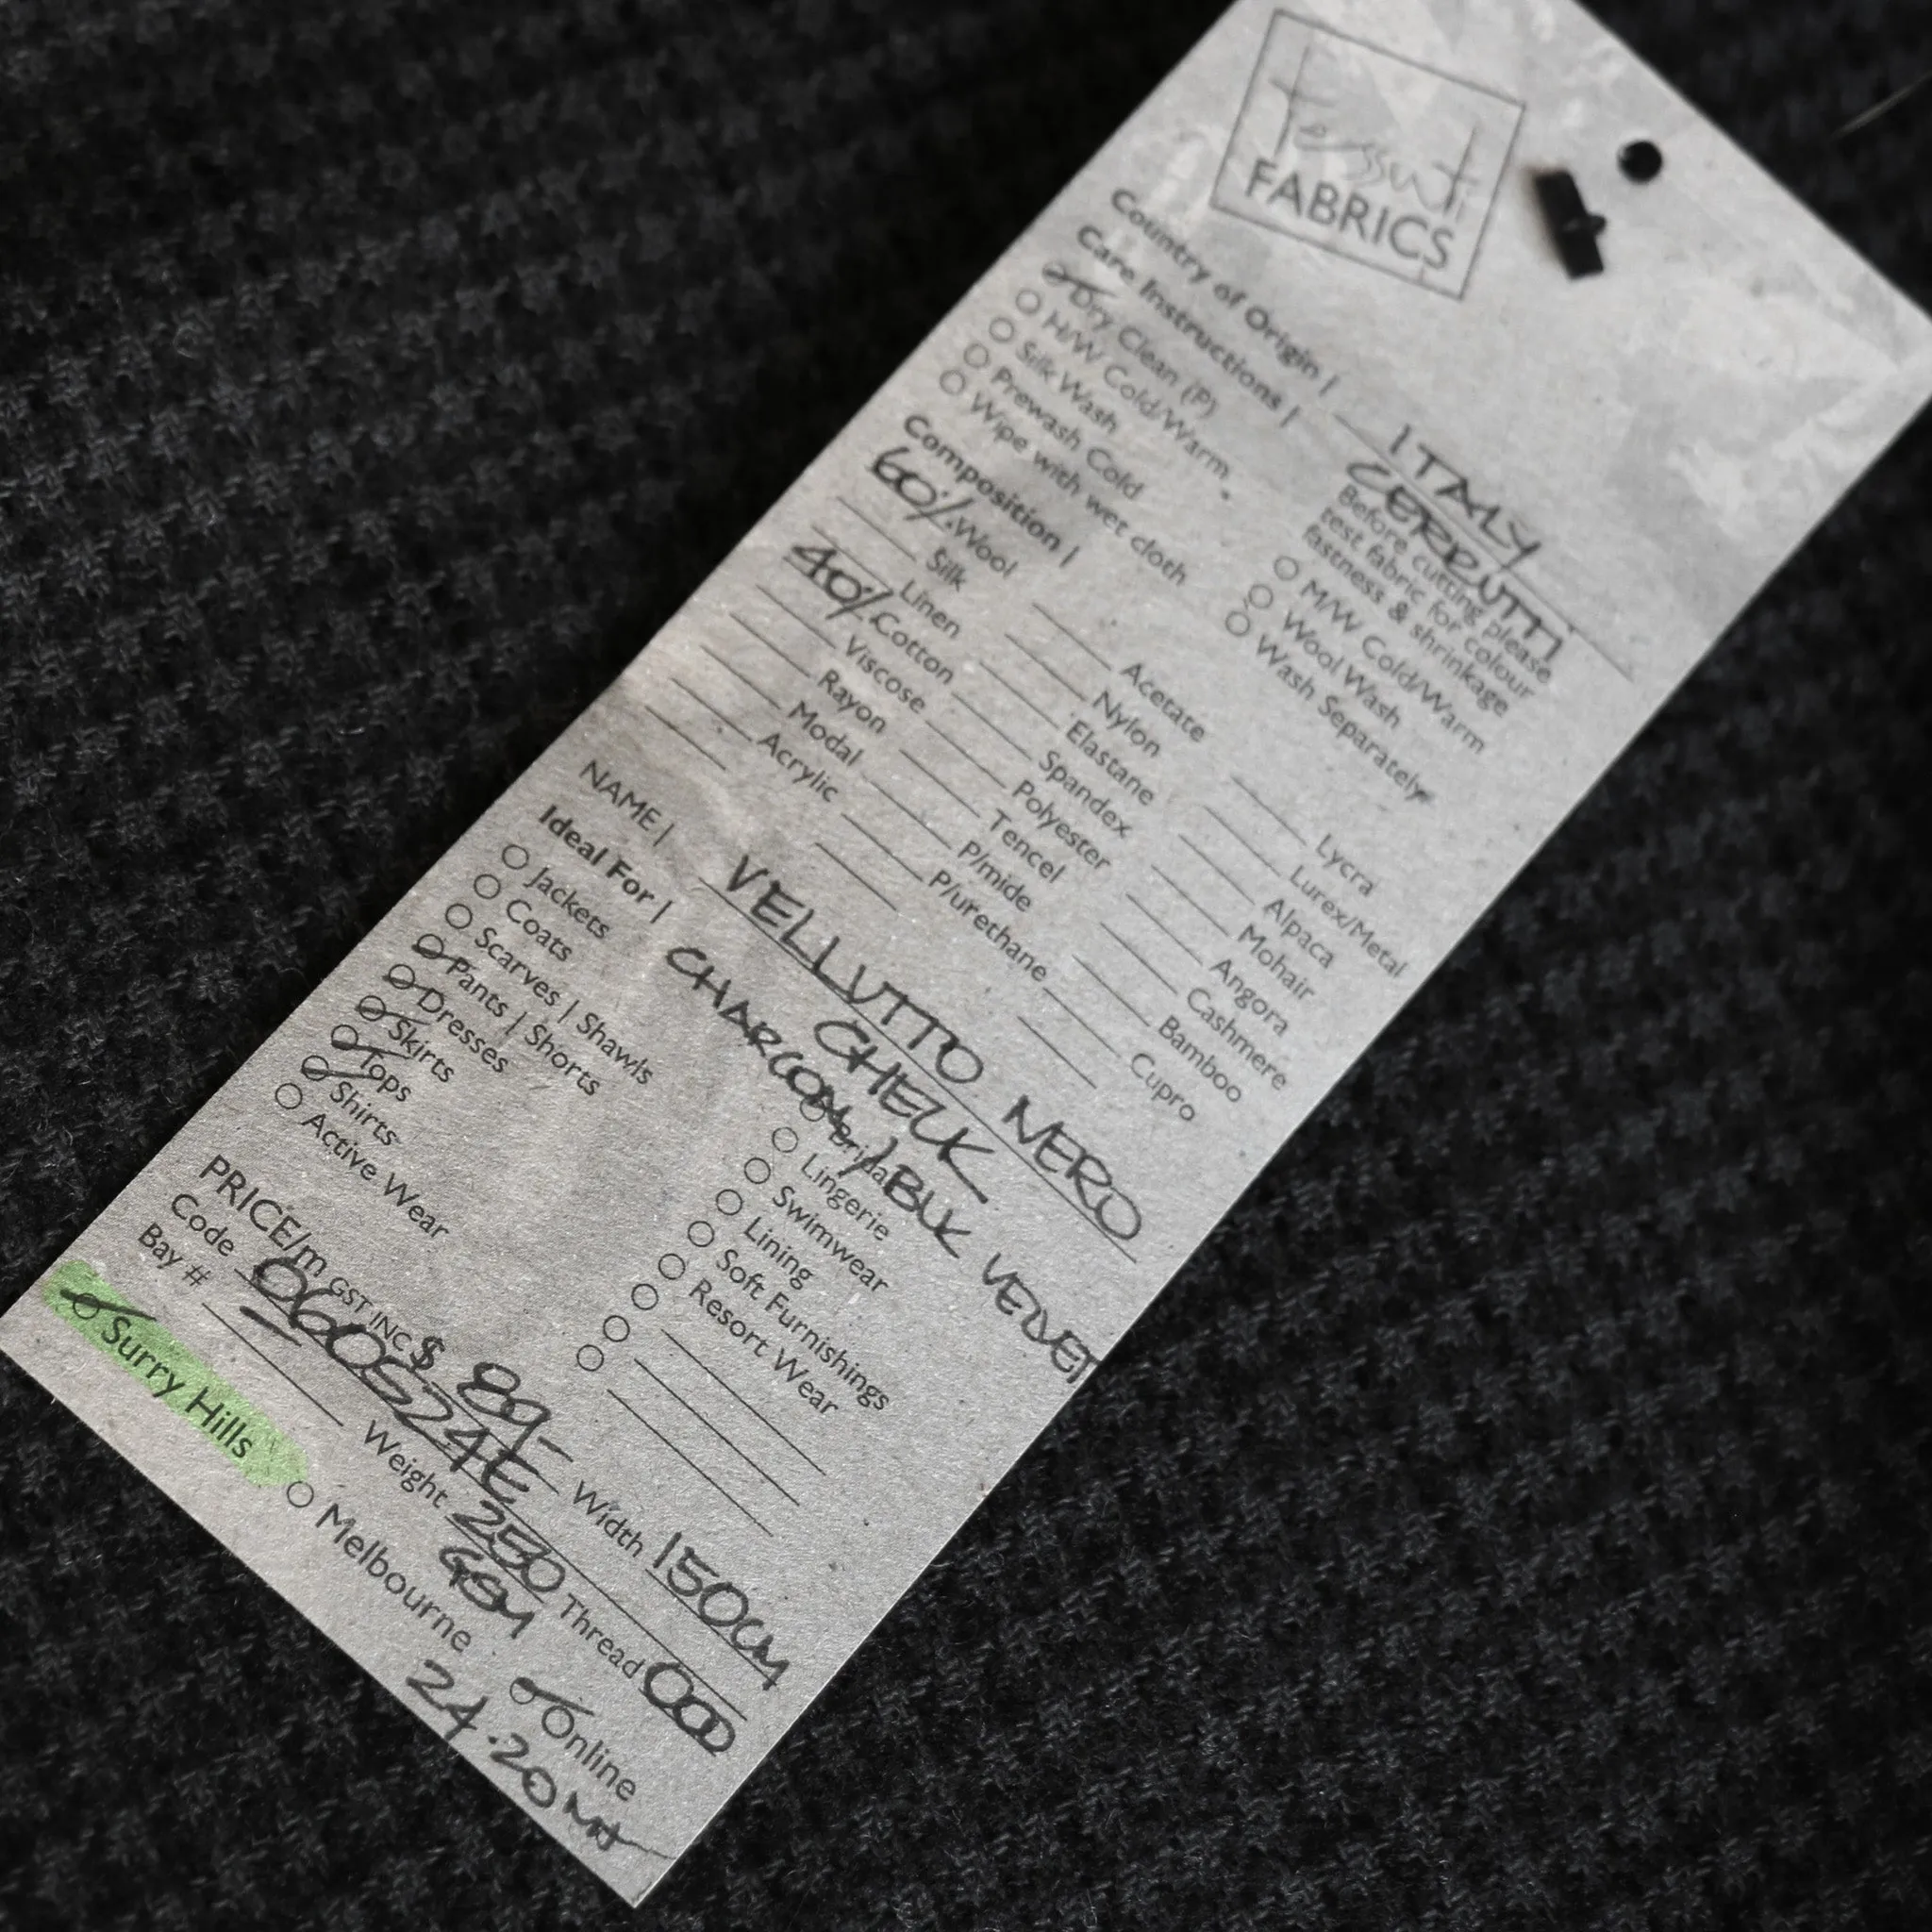 Tessuti
FABRICS
Country of Origin | ITALY
CERRUTTI
Care Instructions |
Before cutting please
test fabric for colour
fastness & shrinkage
Dry Clean (P)
H/W Cold/Warm
M/W Cold/Warm
Silk Wash
Wool Wash
Prewash Cold
Wash Separately
Wipe with wet cloth
Composition |
60% Wool
Acetate
Lycra
Silk
Nylon
Lurex/Metal
Linen
Elastane
Alpaca
40% Cotton
Spandex
Mohair
Viscose
Polyester
Angora
Rayon
Tencel
Cashmere
Modal
P/mide
Bamboo
Acrylic
P/urethane
Cupro
NAME | VELLUTTO NERO
CHECK
Ideal For | CHARCOAL/BLK VELVET
Jackets
Bridal
Coats
Lingerie
Scarves | Shawls
Swimwear
Pants | Shorts
Lining
Dresses
Soft Furnishings
Skirts
Resort Wear
Tops
Shirts
Active Wear
PRICE/m GST INC $ 89- Width 150CM
Code 060524E
Bay # Weight 250 GSM Thread 000
Surry Hills Melbourne Online
24.20 MT